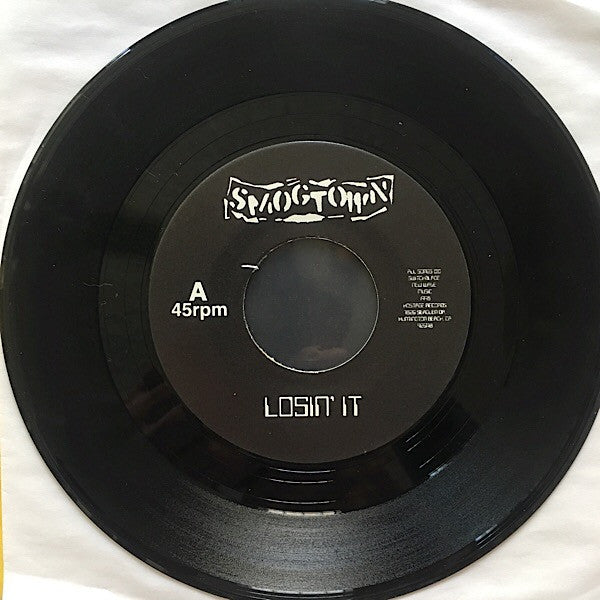 SMOGTOWN
A
45rpm
ALL SONGS (C)
SWITCHBLADE
NEW WAVE
MUSIC
HOSTAGE RECORDS
HUNTINGTON BEACH, CA
LOSIN' IT